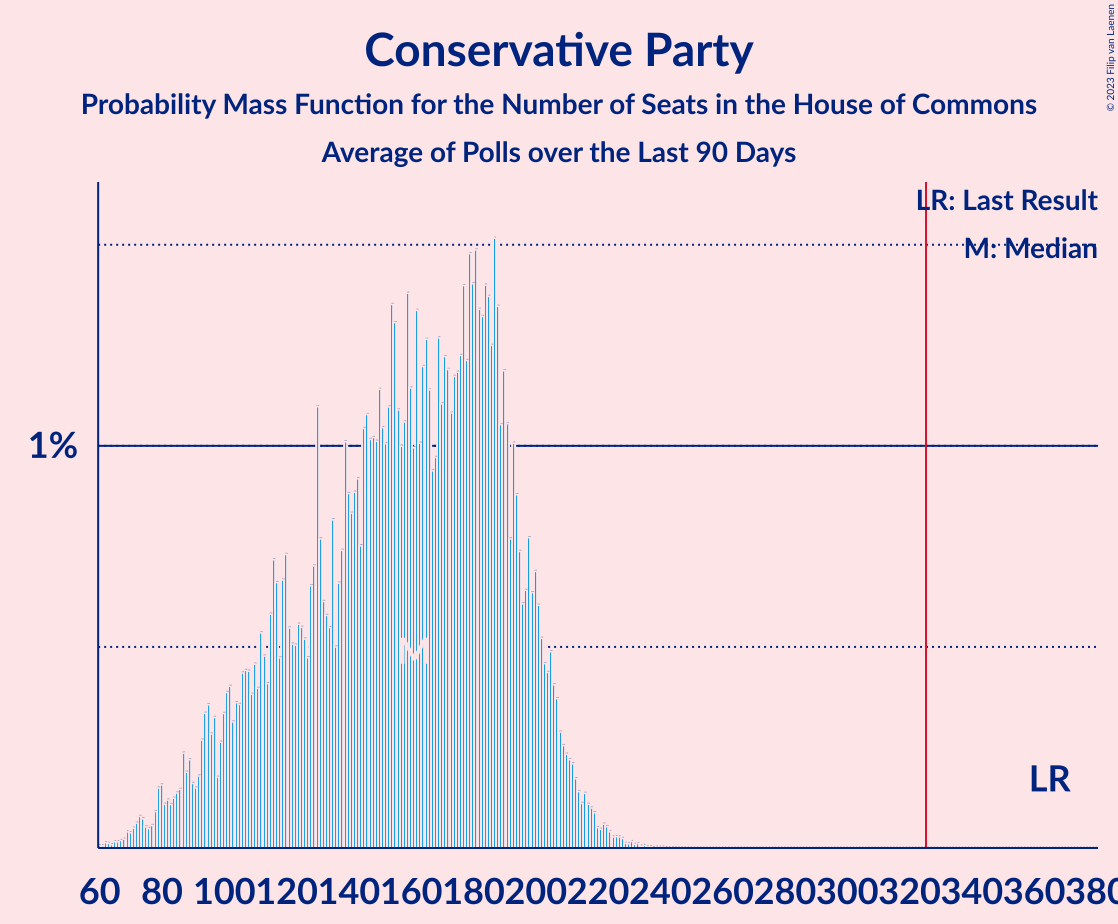 Conservative Party
Probability Mass Function for the Number of Seats in the House of Commons
Average of Polls over the Last 90 Days
© 2023 Filip van Laenen
LR: Last Result
M: Median
1%
M
LR
60 80 100 120 140 160 180 200 220 240 260 280 300 320 340 360 380